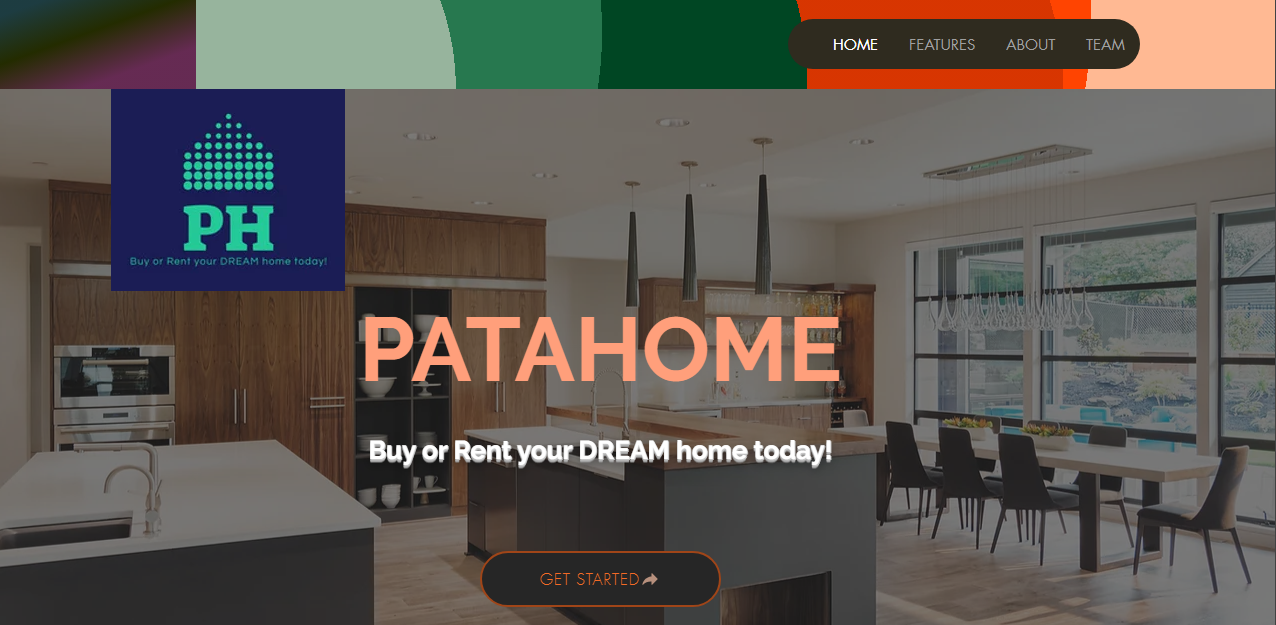 HOME FEATURES ABOUT TEAM
PH
Buy or Rent your DREAM home today!
PATAHOME
Buy or Rent your DREAM home today!
GET STARTED